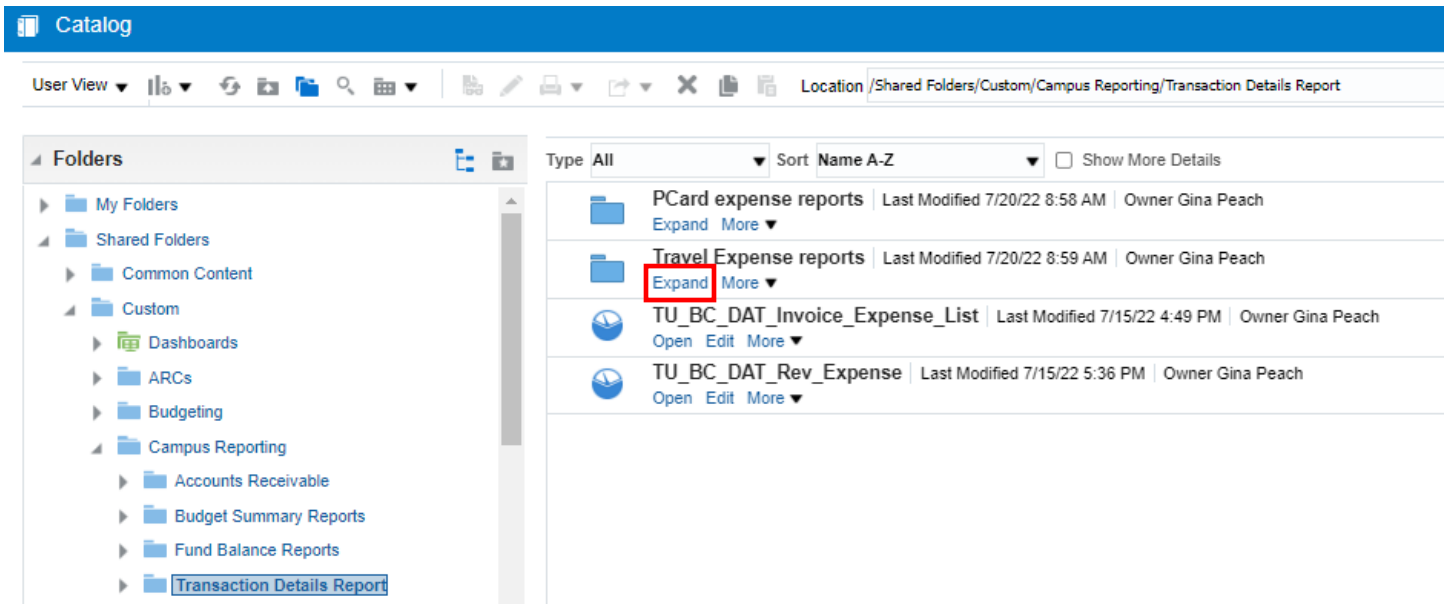 Catalog
User View Location /Shared Folders/Custom/Campus Reporting/Transaction Details Report
Folders
My Folders
Shared Folders
Common Content
Custom
Dashboards
ARCs
Budgeting
Campus Reporting
Accounts Receivable
Budget Summary Reports
Fund Balance Reports
Transaction Details Report
Type All Sort Name A-Z Show More Details
PCard expense reports Last Modified 7/20/22 8:58 AM Owner Gina Peach
Expand More
Travel Expense reports Last Modified 7/20/22 8:59 AM Owner Gina Peach
Expand More
TU_BC_DAT_Invoice_Expense_List Last Modified 7/15/22 4:49 PM Owner Gina Peach
Open Edit More
TU_BC_DAT_Rev_Expense Last Modified 7/15/22 5:36 PM Owner Gina Peach
Open Edit More